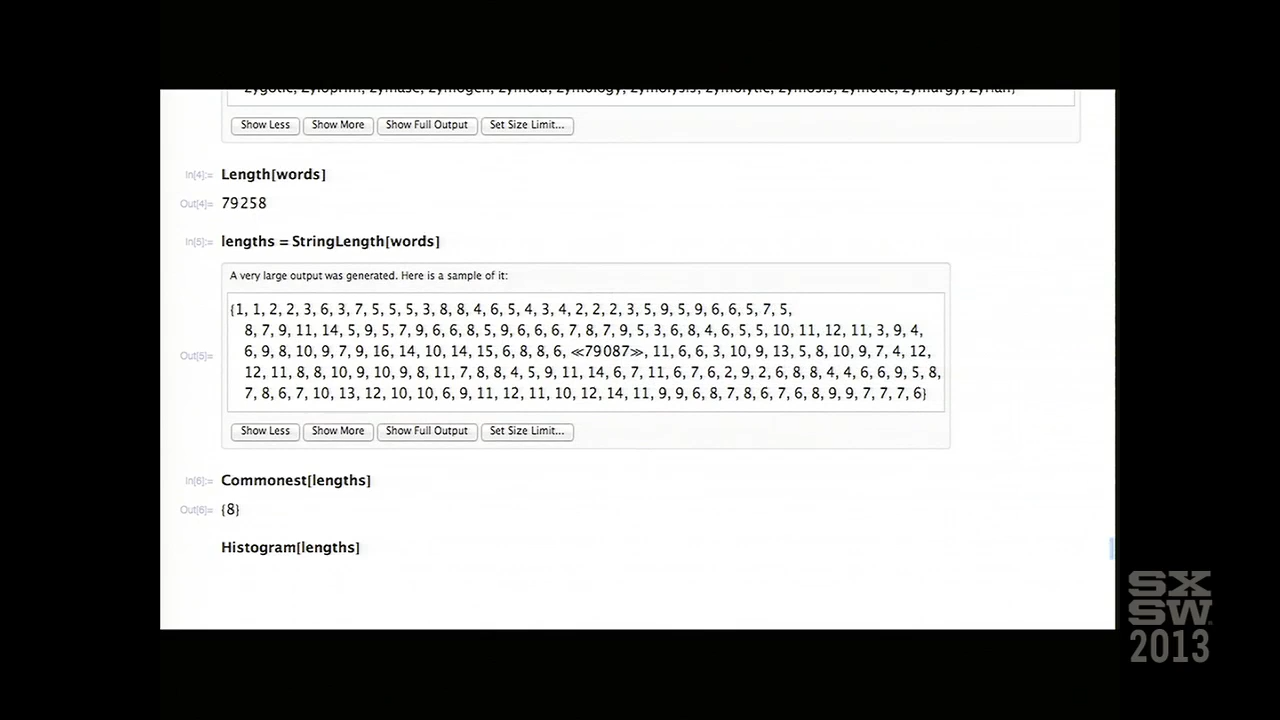 zygotic, zyloprim, zymase, zymogen, zymoid, zymology, zymolysis, zymolytic, zymosis, zymotic, zymurgy, zyrian}
Show Less Show More Show Full Output Set Size Limit...
In[4]:= Length[words]
Out[4]= 79258
In[5]:= lengths = StringLength[words]
A very large output was generated. Here is a sample of it:
{1, 1, 2, 2, 3, 6, 3, 7, 5, 5, 5, 3, 8, 8, 4, 6, 5, 4, 3, 4, 2, 2, 2, 3, 5, 9, 5, 9, 6, 6, 5, 7, 5,
8, 7, 9, 11, 14, 5, 9, 5, 7, 9, 6, 6, 8, 5, 9, 6, 6, 6, 7, 8, 7, 9, 5, 3, 6, 8, 4, 6, 5, 5, 10, 11, 12, 11, 3, 9, 4,
Out[5]= 6, 9, 8, 10, 9, 7, 9, 16, 14, 10, 14, 15, 6, 8, 8, 6, ≪79087≫, 11, 6, 6, 3, 10, 9, 13, 5, 8, 10, 9, 7, 4, 12,
12, 11, 8, 8, 10, 9, 10, 9, 8, 11, 7, 8, 8, 4, 5, 9, 11, 14, 6, 7, 11, 6, 7, 6, 2, 9, 2, 6, 8, 8, 4, 4, 6, 6, 9, 5, 8,
7, 8, 6, 7, 10, 13, 12, 10, 10, 6, 9, 11, 12, 11, 10, 12, 14, 11, 9, 9, 6, 8, 7, 8, 6, 7, 6, 8, 9, 9, 7, 7, 7, 6}
Show Less Show More Show Full Output Set Size Limit...
In[6]:= Commonest[lengths]
Out[6]= {8}
Histogram[lengths]
SX
SW
2013